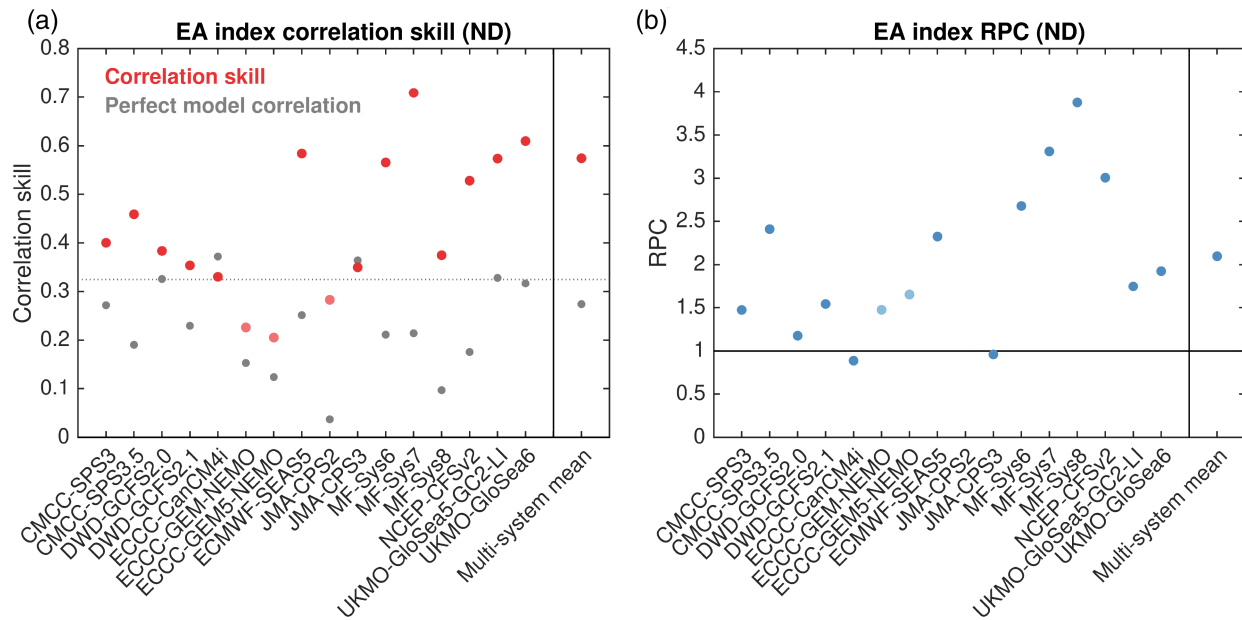 (a)
EA index correlation skill (ND)
0.8
0.7
0.6
0.5
0.4
0.3
0.2
0.1
0
Correlation skill
Correlation skill
Perfect model correlation
CMCC-SPS3
CMCC-SPS3.5
DWD-GCFS2.0
DWD-GCFS2.1
ECCC-CanCM4i
ECCC-GEM-NEMO
ECCC-GEM5-NEMO
ECMWF-SEAS5
JMA-CPS2
JMA-CPS3
MF-Sys6
MF-Sys7
MF-Sys8
NCEP-CFSv2
UKMO-GloSea5-GC2-LI
UKMO-GloSea6
Multi-system mean
(b)
EA index RPC (ND)
4.5
4
3.5
3
2.5
2
1.5
1
0.5
0
RPC
CMCC-SPS3
CMCC-SPS3.5
DWD-GCFS2.0
DWD-GCFS2.1
ECCC-CanCM4i
ECCC-GEM-NEMO
ECCC-GEM5-NEMO
ECMWF-SEAS5
JMA-CPS2
JMA-CPS3
MF-Sys6
MF-Sys7
MF-Sys8
NCEP-CFSv2
UKMO-GloSea5-GC2-LI
UKMO-GloSea6
Multi-system mean